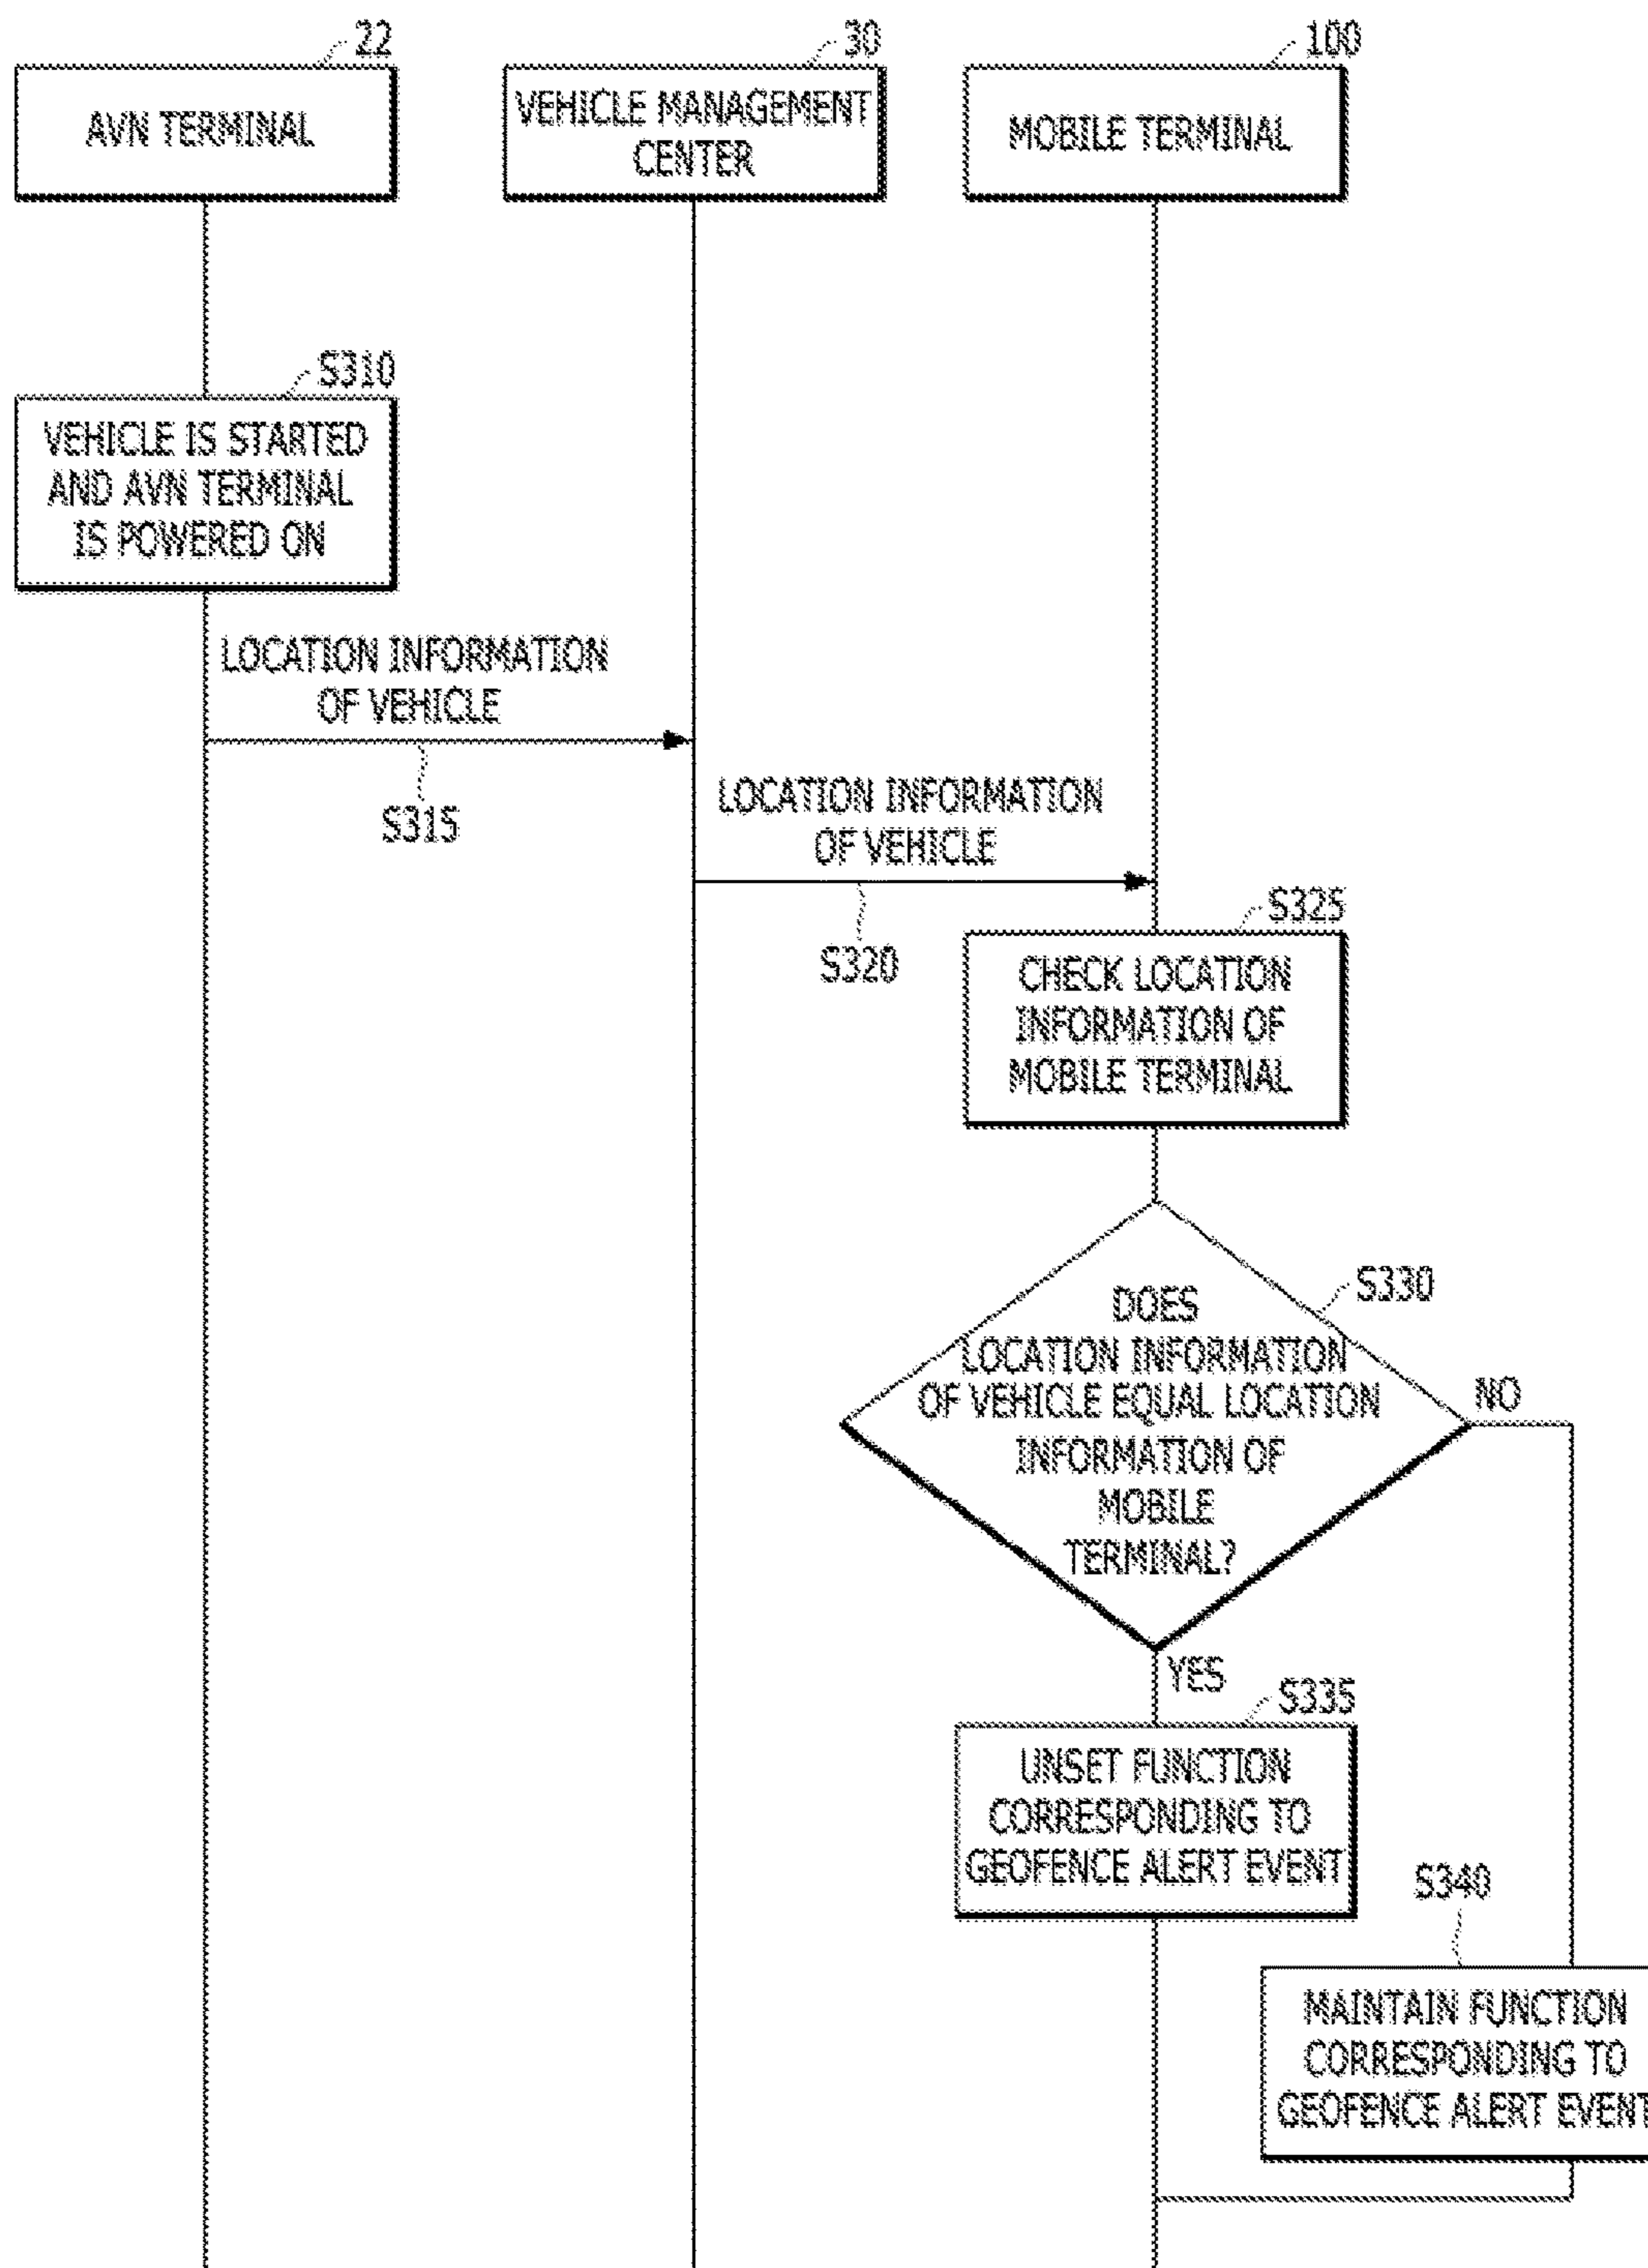 22
30
100
AVN TERMINAL
VEHICLE MANAGEMENT
CENTER
MOBILE TERMINAL
S310
VEHICLE IS STARTED
AND AVN TERMINAL
IS POWERED ON
LOCATION INFORMATION
OF VEHICLE
S315
LOCATION INFORMATION
OF VEHICLE
S320
S325
CHECK LOCATION
INFORMATION OF
MOBILE TERMINAL
S330
DOES
LOCATION INFORMATION
OF VEHICLE EQUAL LOCATION
INFORMATION OF
MOBILE
TERMINAL?
NO
YES
S335
UNSET FUNCTION
CORRESPONDING TO
GEOFENCE ALERT EVENT
S340
MAINTAIN FUNCTION
CORRESPONDING TO
GEOFENCE ALERT EVENT